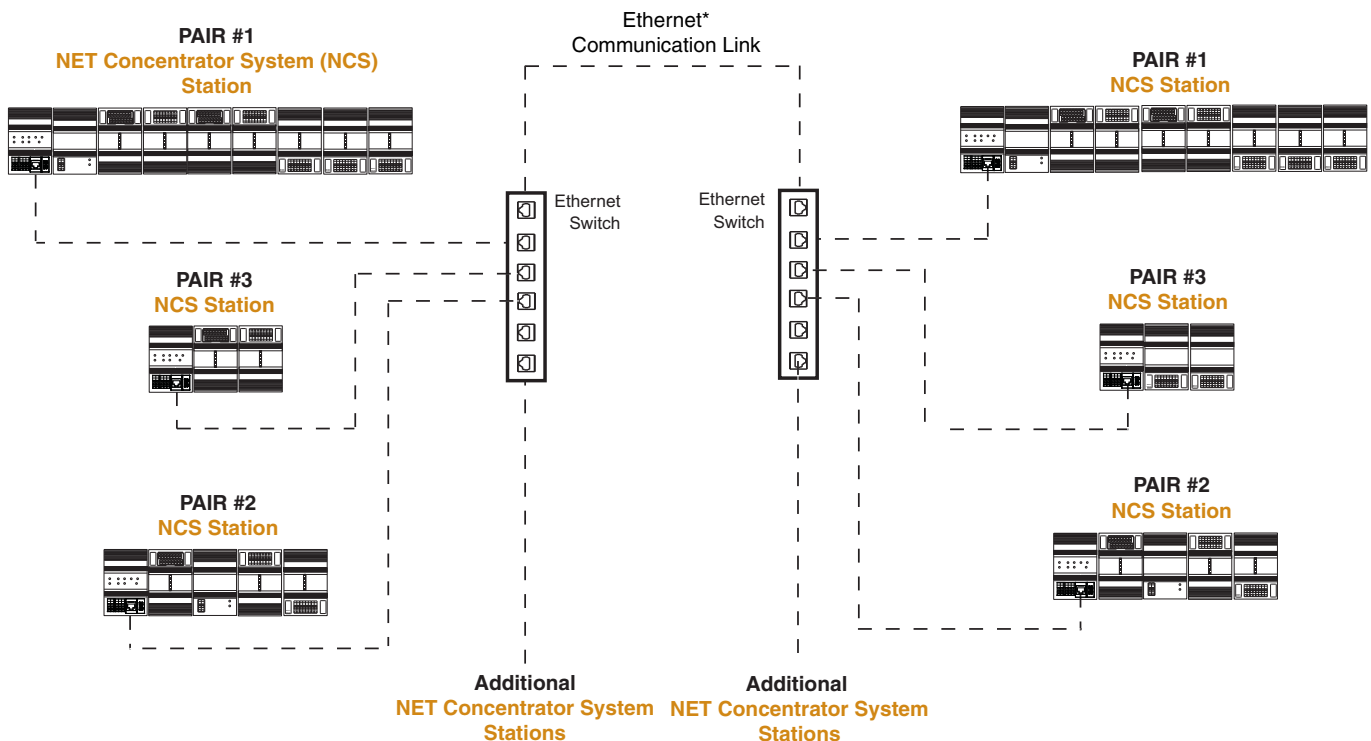 Ethernet*
Communication Link
PAIR #1
NET Concentrator System (NCS)
Station
PAIR #1
NCS Station
Ethernet
Switch
Ethernet
Switch
PAIR #3
NCS Station
PAIR #3
NCS Station
PAIR #2
NCS Station
PAIR #2
NCS Station
Additional
NET Concentrator System
Stations
Additional
NET Concentrator System
Stations